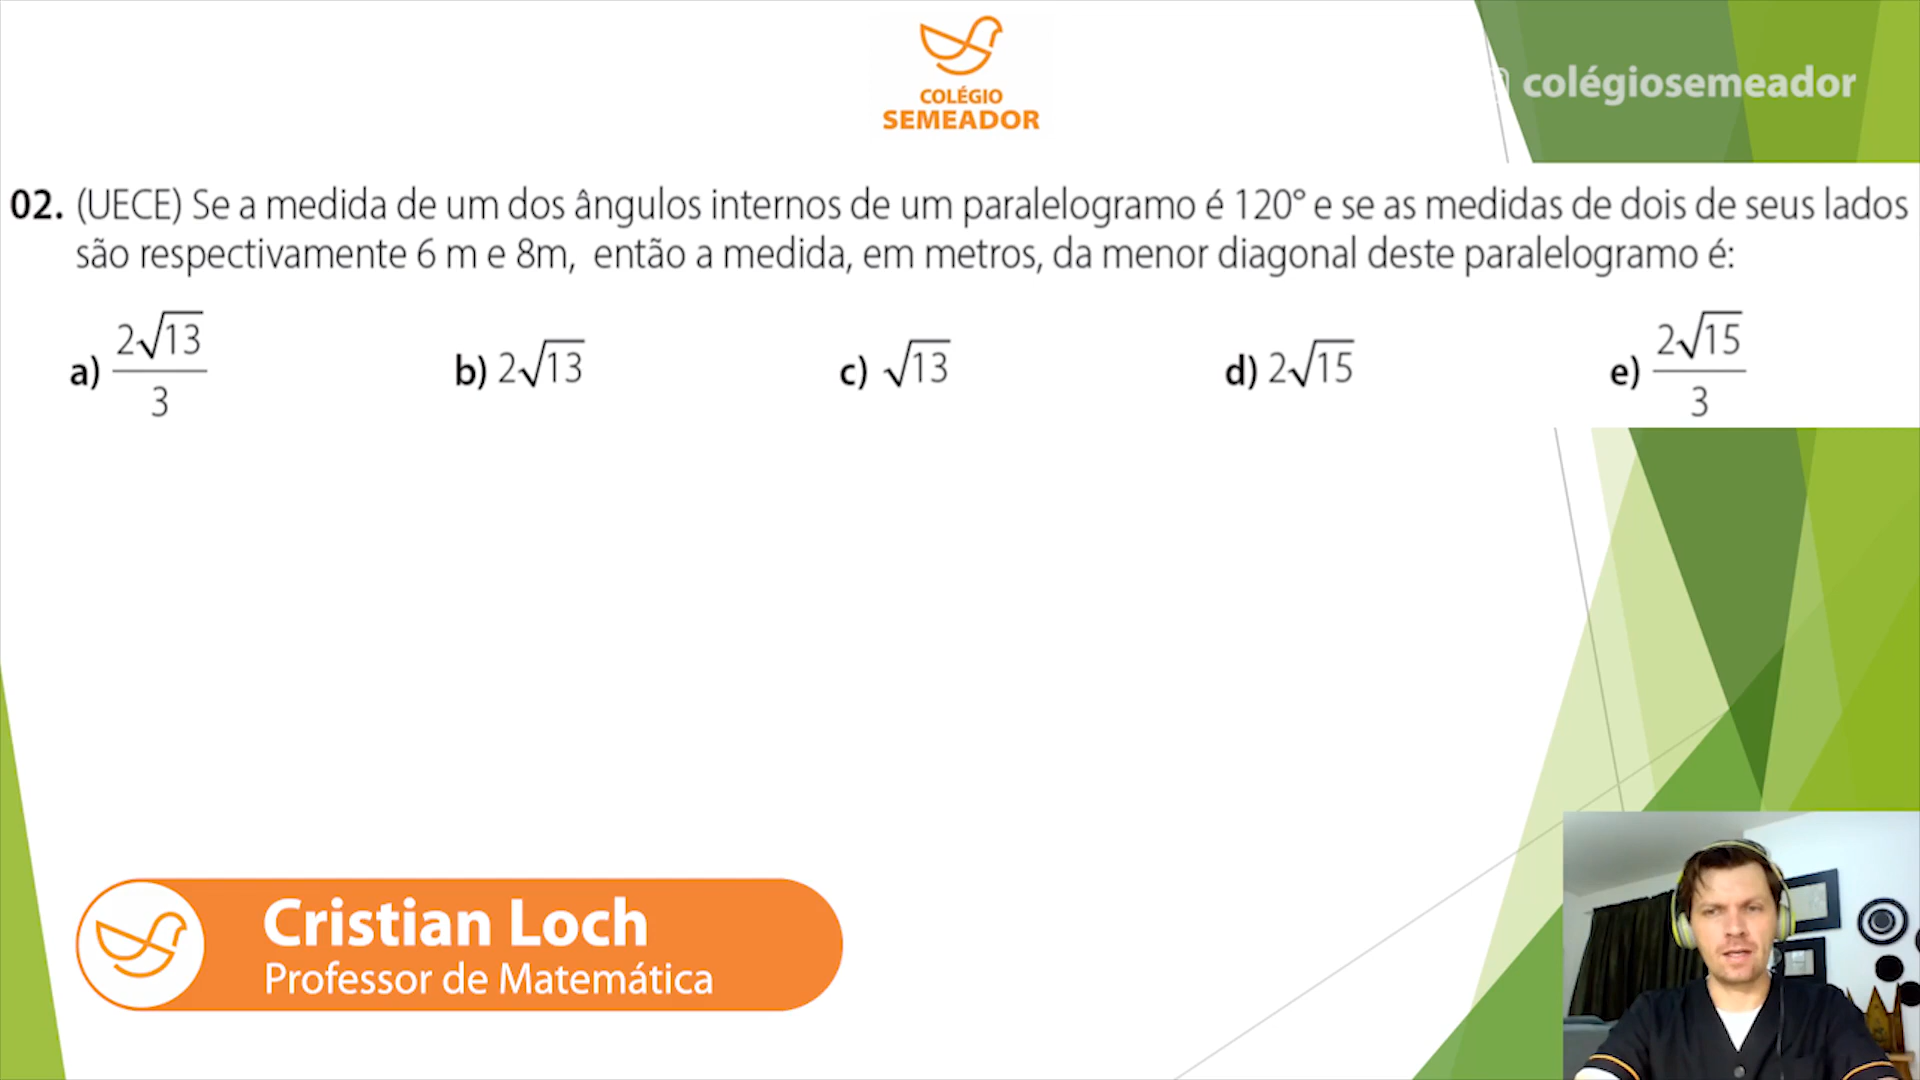 COLÉGIO
SEMEADOR
colégiosemeador
02. (UECE) Se a medida de um dos ângulos internos de um paralelogramo é 120° e se as medidas de dois de seus lados
são respectivamente 6 m e 8m, então a medida, em metros, da menor diagonal deste paralelogramo é:
a) 2√13/3 b) 2√13 c) √13 d) 2√15 e) 2√15/3
Cristian Loch
Professor de Matemática